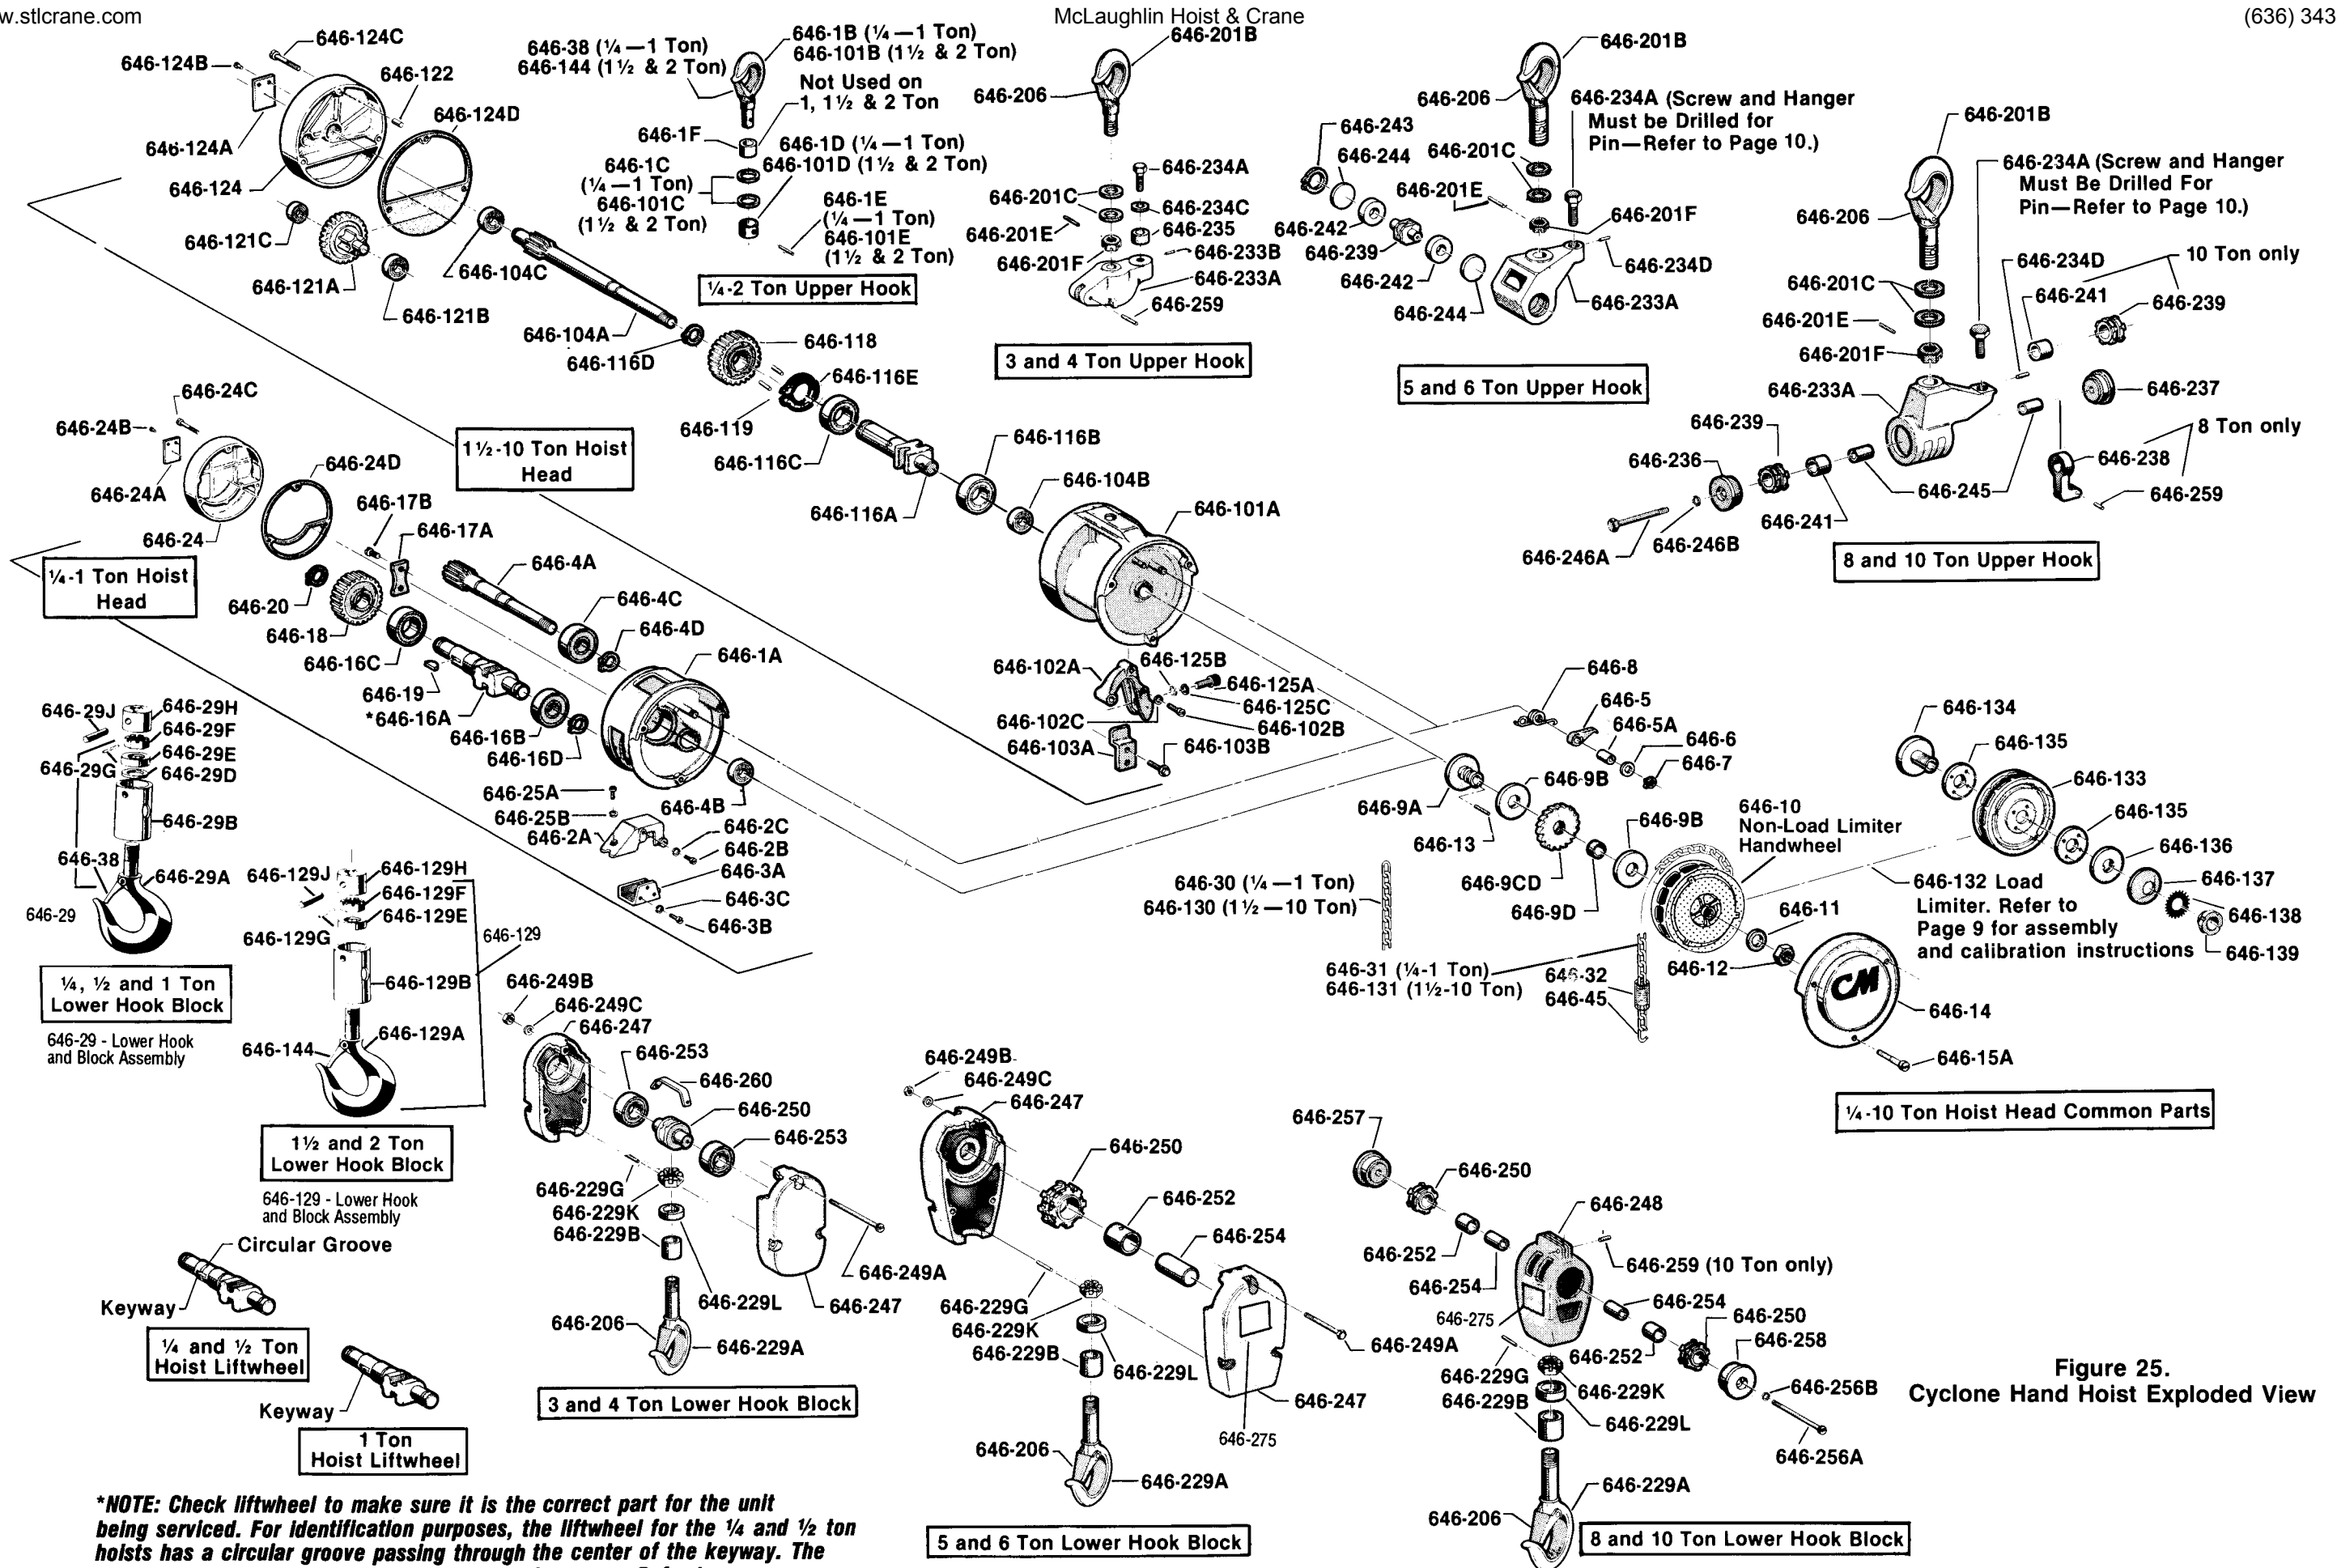 w.stlcrane.com
McLaughlin Hoist & Crane
(636) 343
646-124C
646-124B
646-122
646-124D
646-124A
646-124
646-121C
646-121A
646-121B
646-104C
646-104A
646-116D
646-118
646-116E
646-119
646-116C
646-116A
646-116B
646-104B
646-101A
1½-10 Ton Hoist
Head
646-38 (¼—1 Ton)
646-144 (1½ & 2 Ton)
646-1B (¼—1 Ton)
646-101B (1½ & 2 Ton)
Not Used on
1, 1½ & 2 Ton
646-1F
646-1D (¼—1 Ton)
646-101D (1½ & 2 Ton)
646-1C
(¼—1 Ton)
646-101C
(1½ & 2 Ton)
646-1E
(¼—1 Ton)
646-101E
(1½ & 2 Ton)
¼-2 Ton Upper Hook
646-201B
646-206
646-234A
646-201C
646-234C
646-235
646-201E
646-233B
646-201F
646-233A
646-259
3 and 4 Ton Upper Hook
646-201B
646-206
646-234A (Screw and Hanger
Must be Drilled for
Pin—Refer to Page 10.)
646-243
646-244
646-201C
646-201E
646-201F
646-242
646-239
646-242
646-234D
646-244
646-233A
5 and 6 Ton Upper Hook
646-201B
646-234A (Screw and Hanger
Must Be Drilled For
Pin—Refer to Page 10.)
646-206
646-234D
10 Ton only
646-201C
646-241
646-239
646-201E
646-201F
646-233A
646-237
646-239
8 Ton only
646-236
646-238
646-245
646-259
646-241
646-246A
646-246B
8 and 10 Ton Upper Hook
646-24C
646-24B
646-24D
646-24A
646-24
646-17B
646-17A
¼-1 Ton Hoist
Head
646-4A
646-20
646-18
646-4C
646-4D
646-16C
646-1A
646-19
*646-16A
646-16B
646-16D
646-4B
646-25A
646-25B
646-2A
646-2C
646-2B
646-3A
646-3C
646-3B
646-102A
646-125B
646-125A
646-125C
646-102C
646-102B
646-103A
646-103B
646-8
646-5
646-5A
646-6
646-7
646-9A
646-9B
646-13
646-9CD
646-9D
646-9B
646-10
Non-Load Limiter
Handwheel
646-134
646-135
646-133
646-135
646-136
646-137
646-138
646-139
646-132 Load
Limiter. Refer to
Page 9 for assembly
and calibration instructions
646-30 (¼—1 Ton)
646-130 (1½—10 Ton)
646-31 (¼-1 Ton)
646-131 (1½-10 Ton)
646-32
646-45
646-11
646-12
CM
646-14
646-15A
¼-10 Ton Hoist Head Common Parts
646-29J
646-29H
646-29F
646-29E
646-29G
646-29D
646-29B
646-38
646-29A
646-29
¼, ½ and 1 Ton
Lower Hook Block
646-29 - Lower Hook
and Block Assembly
646-129J
646-129H
646-129F
646-129E
646-129G
646-129
646-129B
646-129A
646-144
1½ and 2 Ton
Lower Hook Block
646-129 - Lower Hook
and Block Assembly
Circular Groove
Keyway
¼ and ½ Ton
Hoist Liftwheel
Keyway
1 Ton
Hoist Liftwheel
646-249B
646-249C
646-247
646-253
646-260
646-250
646-253
646-229G
646-229K
646-229B
646-249A
646-229L
646-247
646-206
646-229A
3 and 4 Ton Lower Hook Block
646-249B
646-249C
646-247
646-250
646-252
646-254
646-229G
646-229K
646-229B
646-229L
646-249A
646-247
646-275
646-206
646-229A
5 and 6 Ton Lower Hook Block
646-257
646-250
646-248
646-252
646-254
646-259 (10 Ton only)
646-275
646-254
646-250
646-258
646-252
646-229G
646-229K
646-256B
646-229B
646-229L
646-256A
646-229A
646-206
8 and 10 Ton Lower Hook Block
Figure 25.
Cyclone Hand Hoist Exploded View
*NOTE: Check liftwheel to make sure it is the correct part for the unit
being serviced. For identification purposes, the liftwheel for the ¼ and ½ ton
hoists has a circular groove passing through the center of the keyway. The